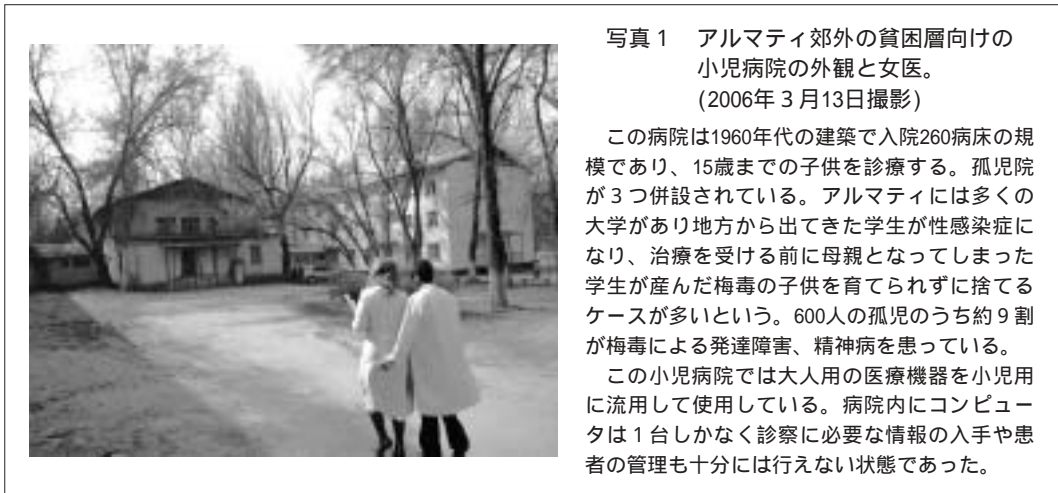 写真１　アルマティ郊外の貧困層向けの
小児病院の外観と女医。
(2006年３月13日撮影)
この病院は1960年代の建築で入院260病床の規
模であり、15歳までの子供を診療する。孤児院
が３つ併設されている。アルマティには多くの
大学があり地方から出てきた学生が性感染症に
なり、治療を受ける前に母親となってしまった
学生が産んだ梅毒の子供を育てられずに捨てる
ケースが多いという。600人の孤児のうち約９割
が梅毒による発達障害、精神病を患っている。
この小児病院では大人用の医療機器を小児用
に流用して使用している。病院内にコンピュー
タは１台しかなく診察に必要な情報の入手や患
者の管理も十分には行えない状態であった。